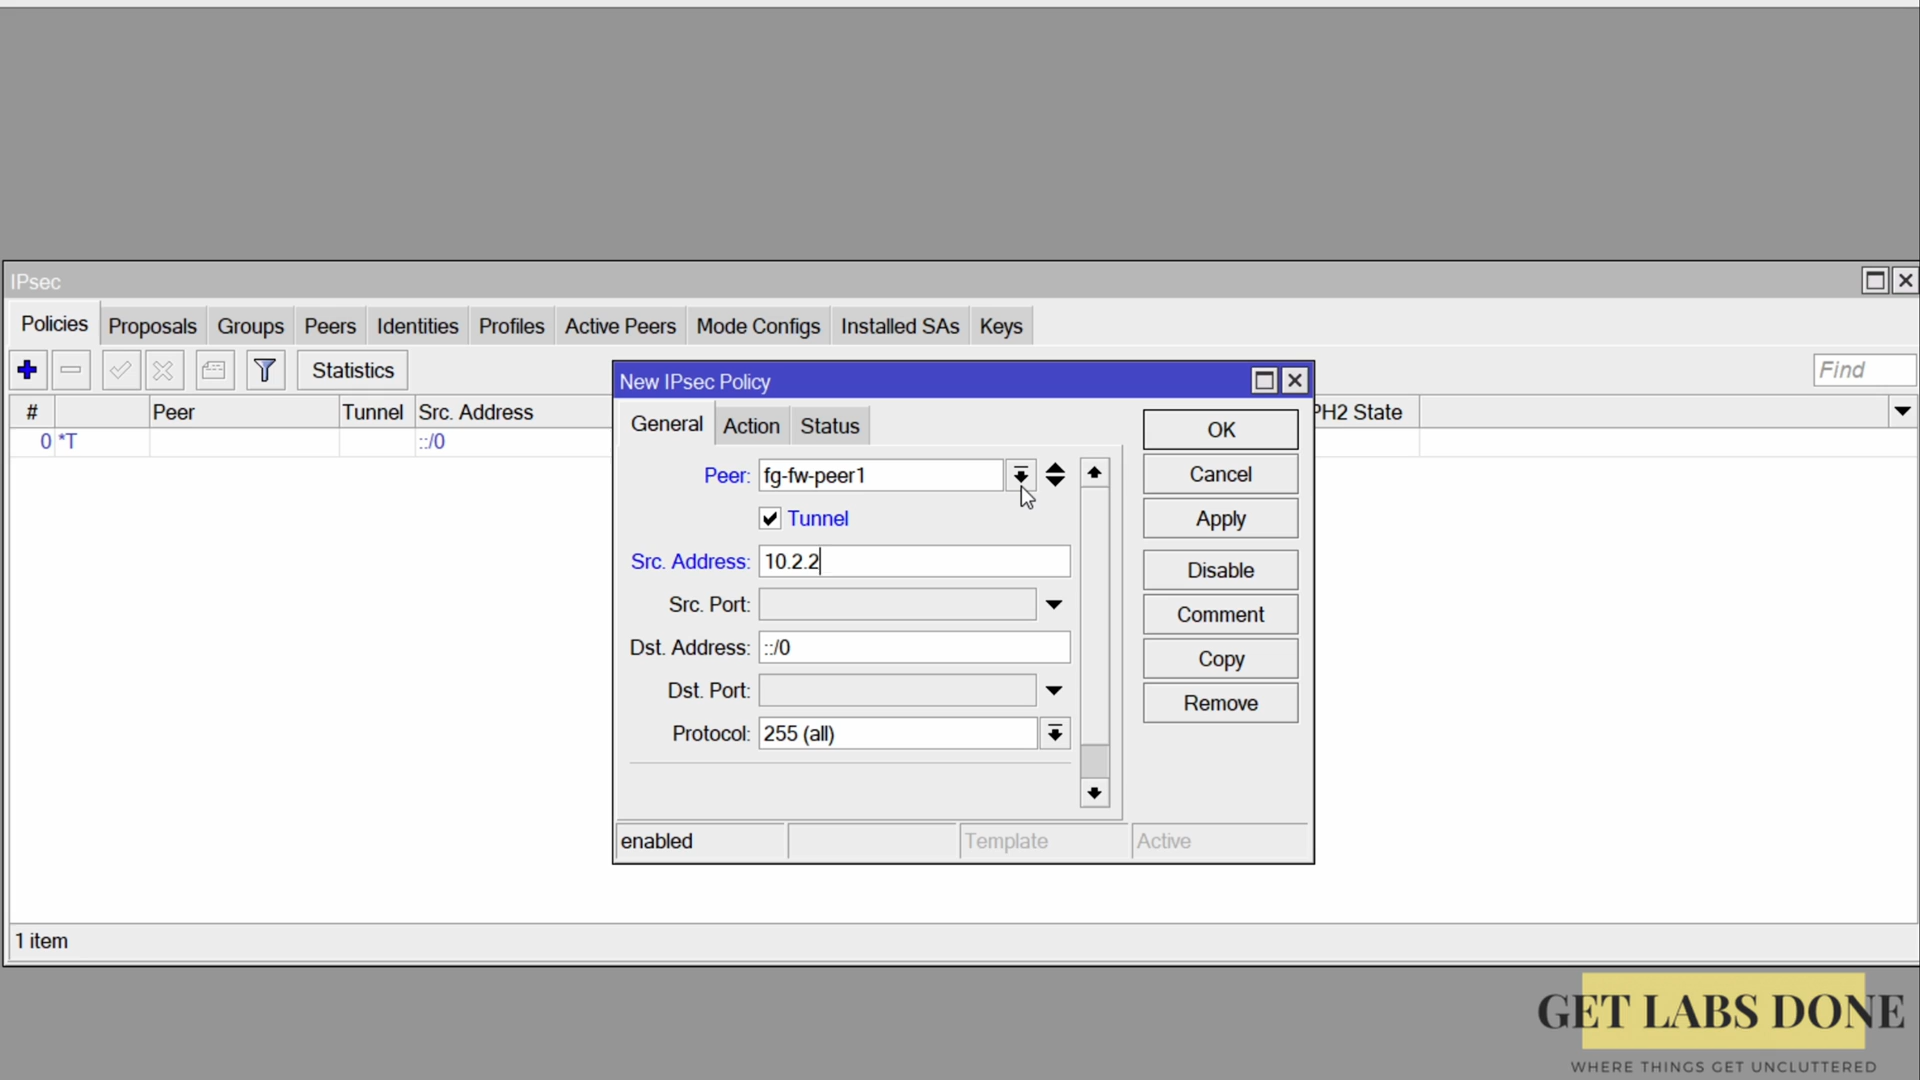 IPsec
Policies Proposals Groups Peers Identities Profiles Active Peers Mode Configs Installed SAs Keys
Statistics Find
# Peer Tunnel Src. Address PH2 State
0 *T ::/0
New IPsec Policy
General Action Status
OK
Peer: fg-fw-peer1
Cancel
Tunnel
Apply
Src. Address: 10.2.2
Disable
Src. Port:
Comment
Dst. Address: ::/0
Copy
Dst. Port:
Remove
Protocol: 255 (all)
enabled Template Active
1 item
GET LABS DONE
WHERE THINGS GET UNCLUTTERED